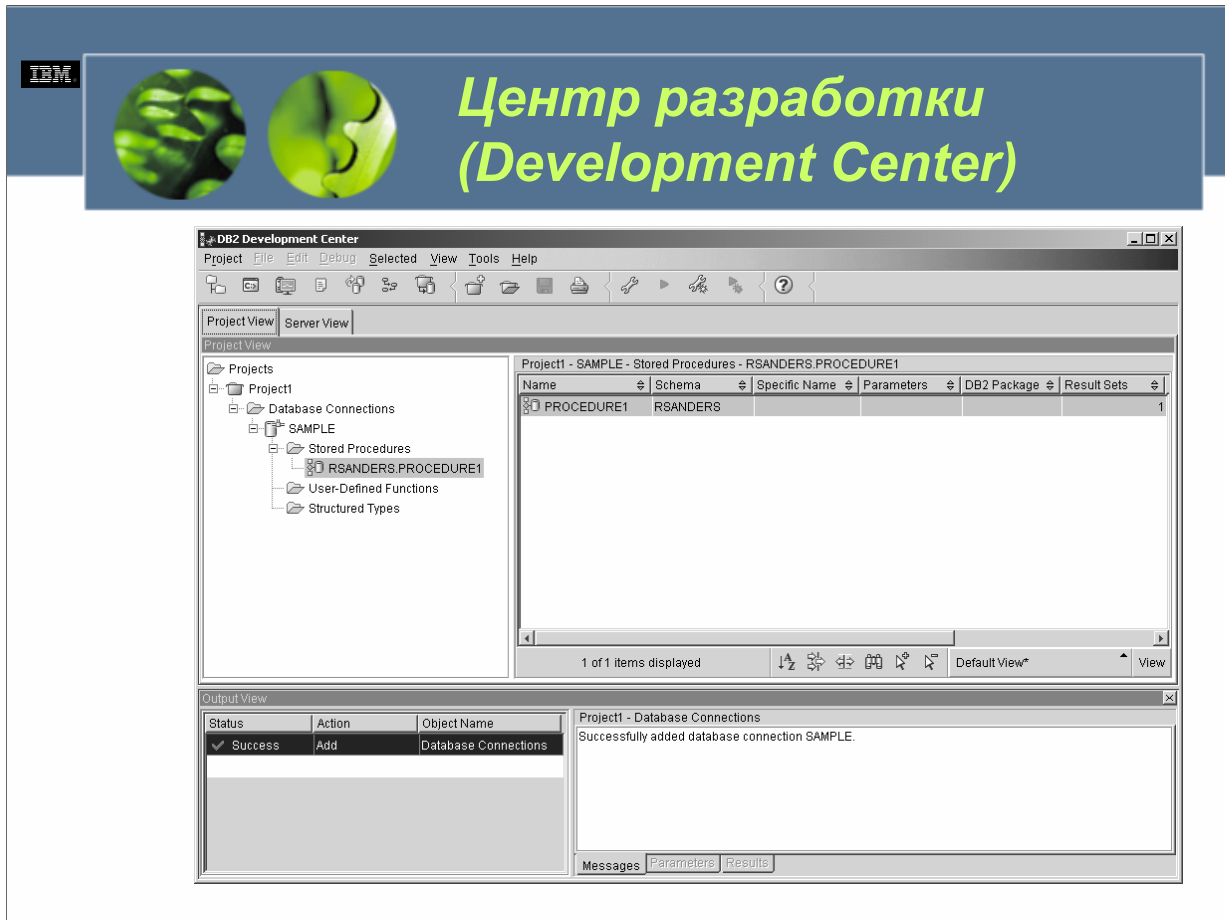 IBM
Центр разработки
(Development Center)
DB2 Development Center
Project File Edit Debug Selected View Tools Help
Project View Server View
Project View
Projects
Project1
Database Connections
SAMPLE
Stored Procedures
RSANDERS.PROCEDURE1
User-Defined Functions
Structured Types
Project1 - SAMPLE - Stored Procedures - RSANDERS.PROCEDURE1
Name Schema Specific Name Parameters DB2 Package Result Sets
PROCEDURE1 RSANDERS 1
1 of 1 items displayed Default View* View
Output View
Status Action Object Name
Success Add Database Connections
Project1 - Database Connections
Successfully added database connection SAMPLE.
Messages Parameters Results